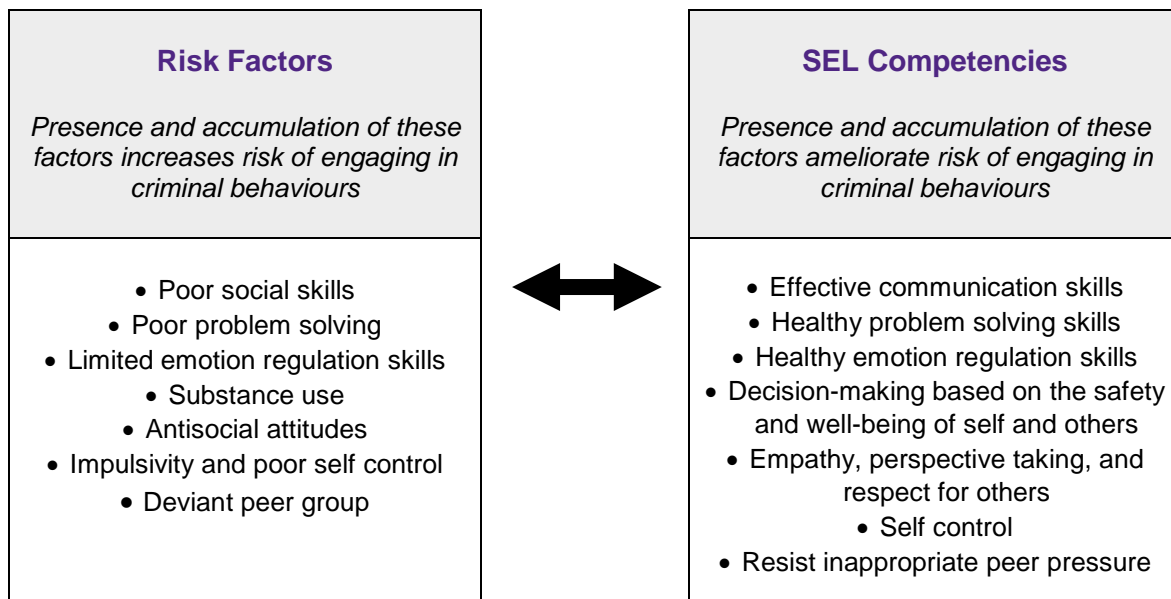 Risk Factors
Presence and accumulation of these
factors increases risk of engaging in
criminal behaviours
• Poor social skills
• Poor problem solving
• Limited emotion regulation skills
• Substance use
• Antisocial attitudes
• Impulsivity and poor self control
• Deviant peer group
SEL Competencies
Presence and accumulation of these
factors ameliorate risk of engaging in
criminal behaviours
• Effective communication skills
• Healthy problem solving skills
• Healthy emotion regulation skills
• Decision-making based on the safety
and well-being of self and others
• Empathy, perspective taking, and
respect for others
• Self control
• Resist inappropriate peer pressure